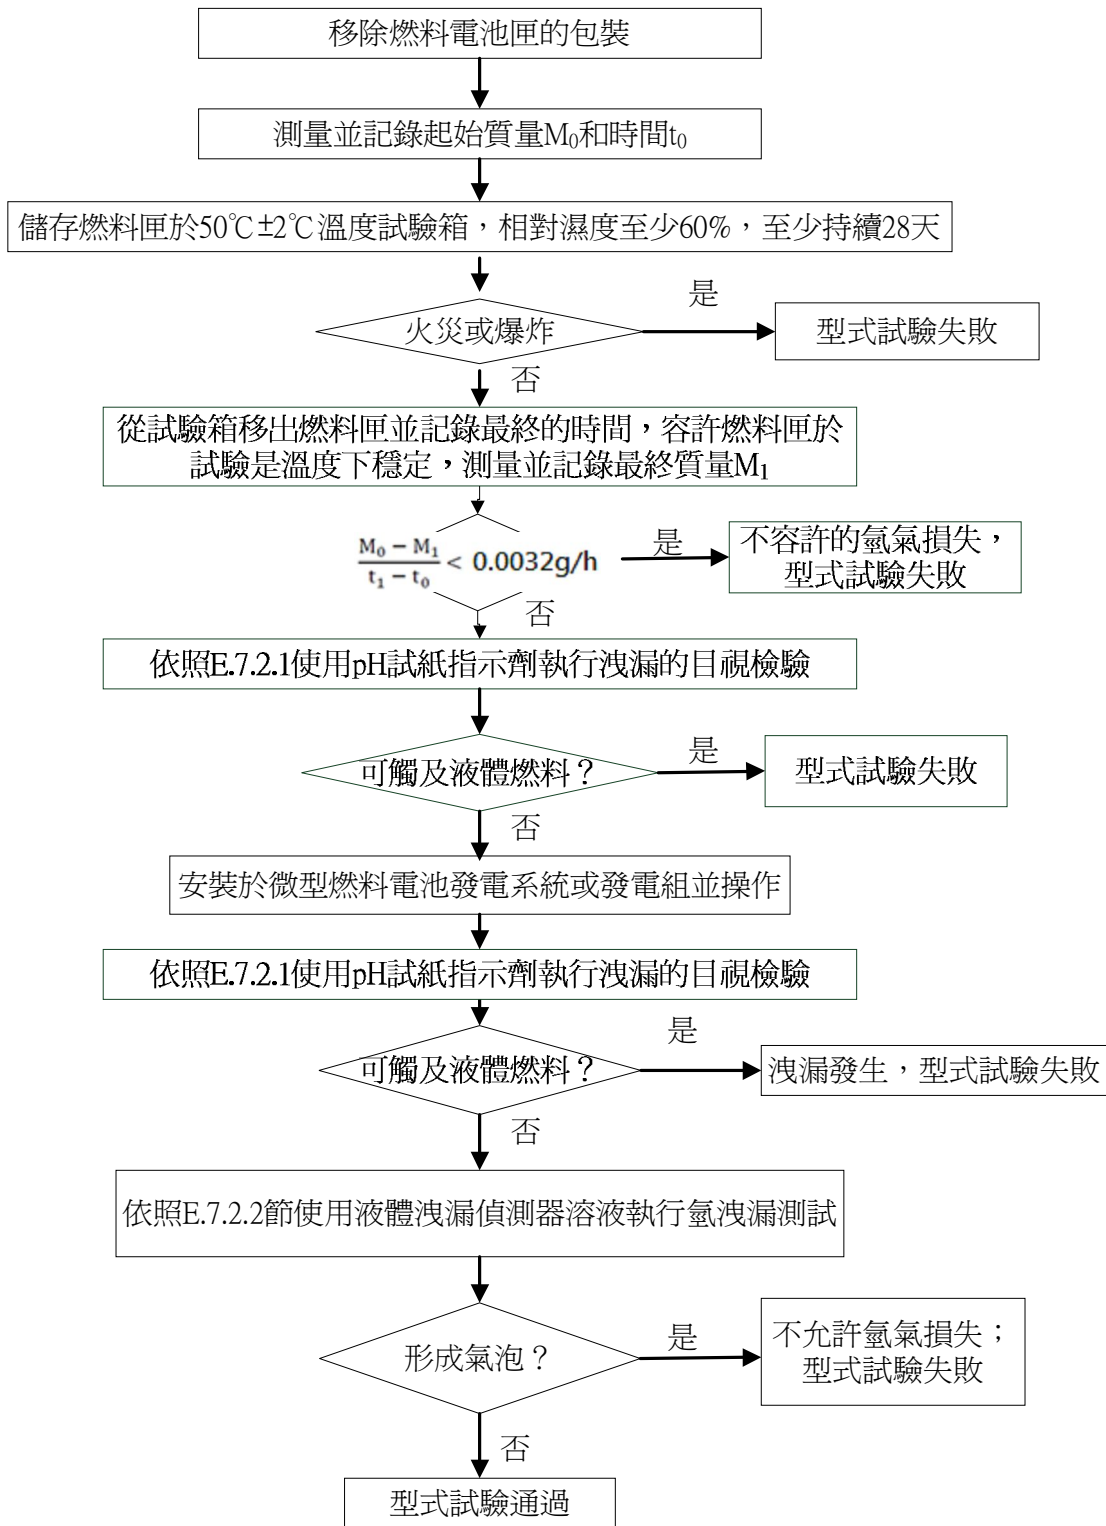 移除燃料電池匣的包裝
測量並記錄起始質量M₀和時間t₀
儲存燃料匣於50℃±2℃溫度試驗箱，相對濕度至少60%，至少持續28天
火災或爆炸
是
型式試驗失敗
否
從試驗箱移出燃料匣並記錄最終的時間，容許燃料匣於
試驗是溫度下穩定，測量並記錄最終質量M₁
(M₀ − M₁)/(t₁ − t₀) < 0.0032g/h
是
不容許的氫氣損失，
型式試驗失敗
否
依照E.7.2.1使用pH試紙指示劑執行洩漏的目視檢驗
可觸及液體燃料？
是
型式試驗失敗
否
安裝於微型燃料電池發電系統或發電組並操作
依照E.7.2.1使用pH試紙指示劑執行洩漏的目視檢驗
可觸及液體燃料？
是
洩漏發生，型式試驗失敗
否
依照E.7.2.2節使用液體洩漏偵測器溶液執行氫洩漏測試
形成氣泡？
是
不允許氫氣損失；
型式試驗失敗
否
型式試驗通過